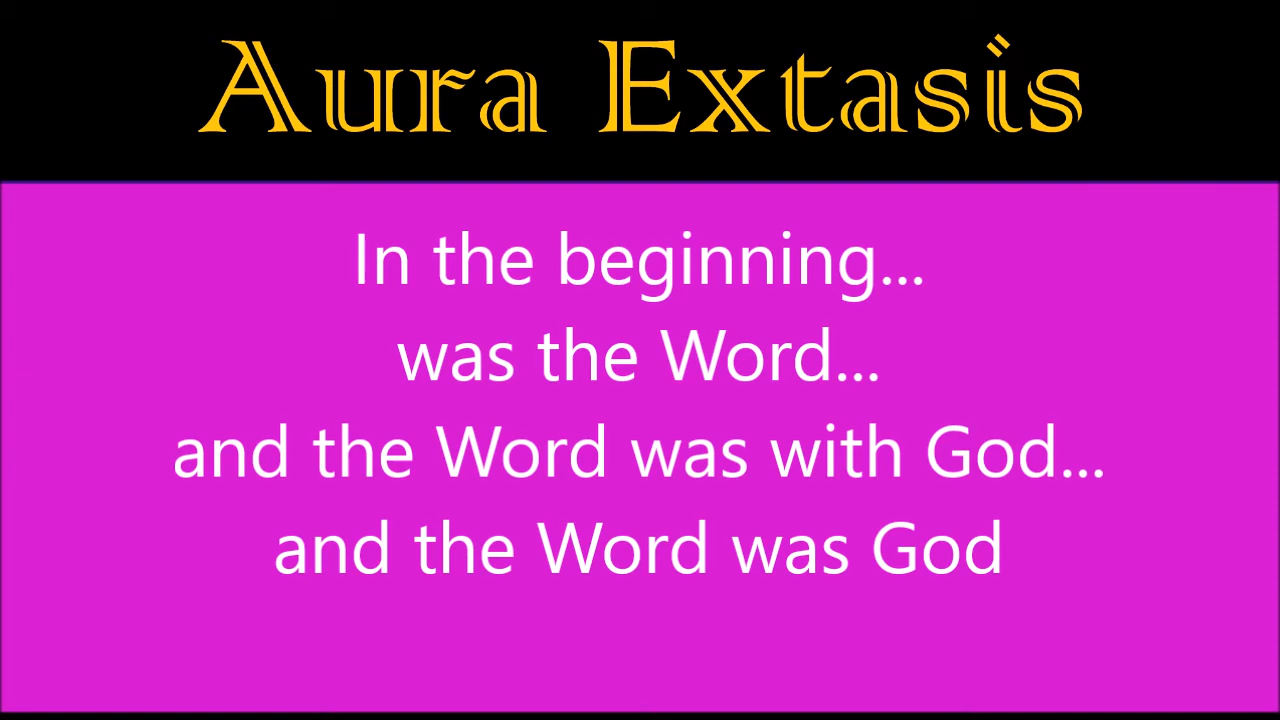 Aura Extasis
In the beginning...
was the Word...
and the Word was with God...
and the Word was God